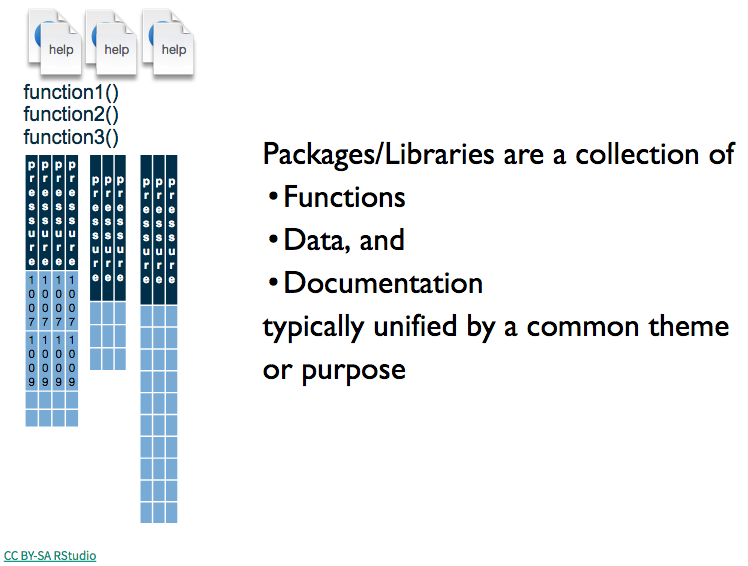 help help help
function1()
function2()
function3()
pressure pressure pressure pressure pressure pressure pressure pressure pressure pressure
1007 1007 1007 1007
1009 1009 1009 1009
Packages/Libraries are a collection of
•Functions
•Data, and
•Documentation
typically unified by a common theme
or purpose
CC BY-SA RStudio